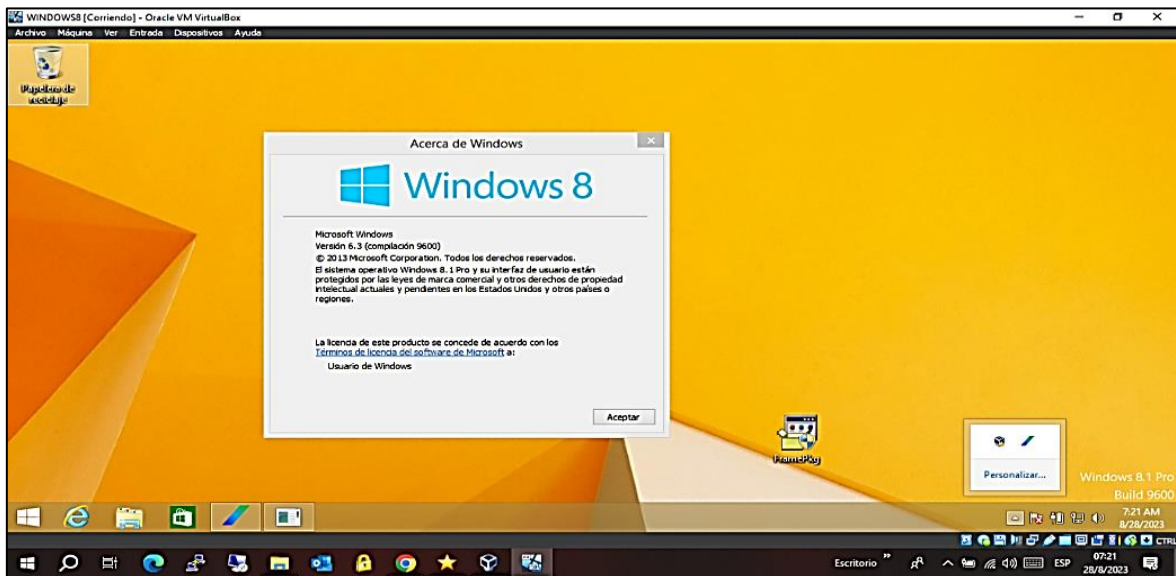 WINDOWS8 [Corriendo] - Oracle VM VirtualBox
Archivo Máquina Ver Entrada Dispositivos Ayuda
Papelera de
reciclaje
Acerca de Windows
Windows 8
Microsoft Windows
Versión 6.3 (compilación 9600)
© 2013 Microsoft Corporation. Todos los derechos reservados.
El sistema operativo Windows 8.1 Pro y su interfaz de usuario están
protegidos por las leyes de marca comercial y otros derechos de propiedad
intelectual actuales y pendientes en los Estados Unidos y otros países o
regiones.
La licencia de este producto se concede de acuerdo con los
Términos de licencia del software de Microsoft a:
Usuario de Windows
Aceptar
FramePkg
Personalizar...
Windows 8.1 Pro
Build 9600
7:21 AM
8/28/2023
CTRL
Escritorio
ESP
07:21
28/8/2023